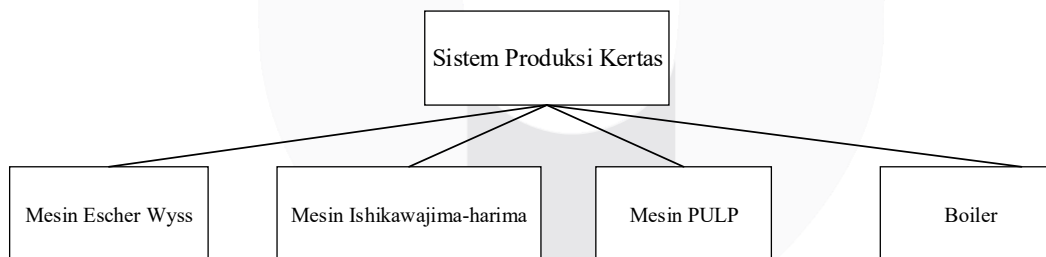 Sistem Produksi Kertas
Mesin Escher Wyss
Mesin Ishikawajima-harima
Mesin PULP
Boiler